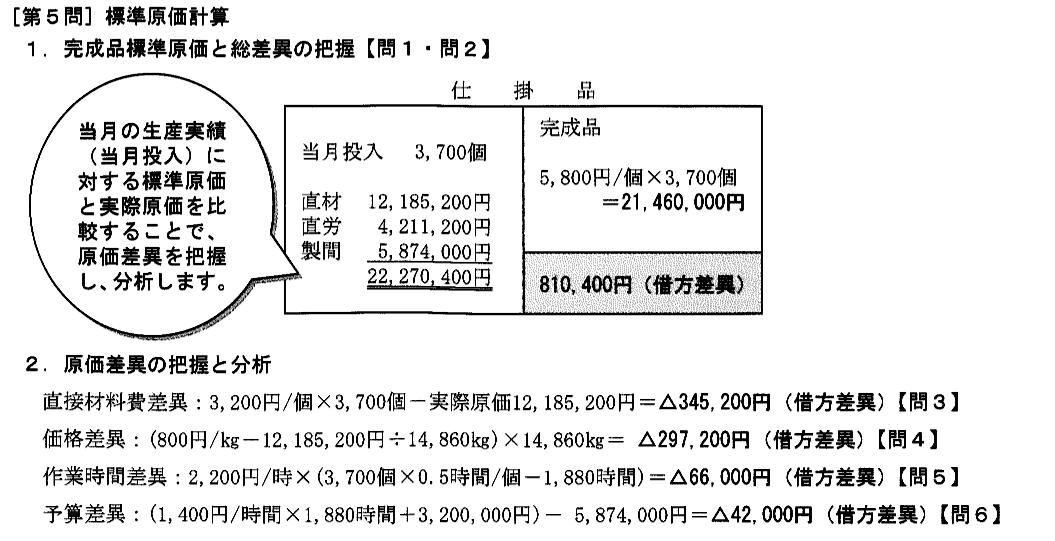 ［第５問］標準原価計算
１．完成品標準原価と総差異の把握【問１・問２】
仕 掛 品
当月の生産実績
（当月投入）に
対する標準原価
と実際原価を比
較することで、
原価差異を把握
し、分析します。
当月投入 3,700個
直材 12,185,200円
直労 4,211,200円
製間 5,874,000円
22,270,400円
完成品
5,800円/個×3,700個
＝21,460,000円
810,400円（借方差異）
２．原価差異の把握と分析
直接材料費差異：3,200円/個×3,700個－実際原価12,185,200円＝△345,200円（借方差異）【問３】
価格差異：(800円/kg－12,185,200円÷14,860kg)×14,860kg＝ △297,200円（借方差異）【問４】
作業時間差異：2,200円/時×(3,700個×0.5時間/個－1,880時間)＝△66,000円（借方差異）【問５】
予算差異：(1,400円/時間×1,880時間＋3,200,000円)－ 5,874,000円＝△42,000円（借方差異）【問６】